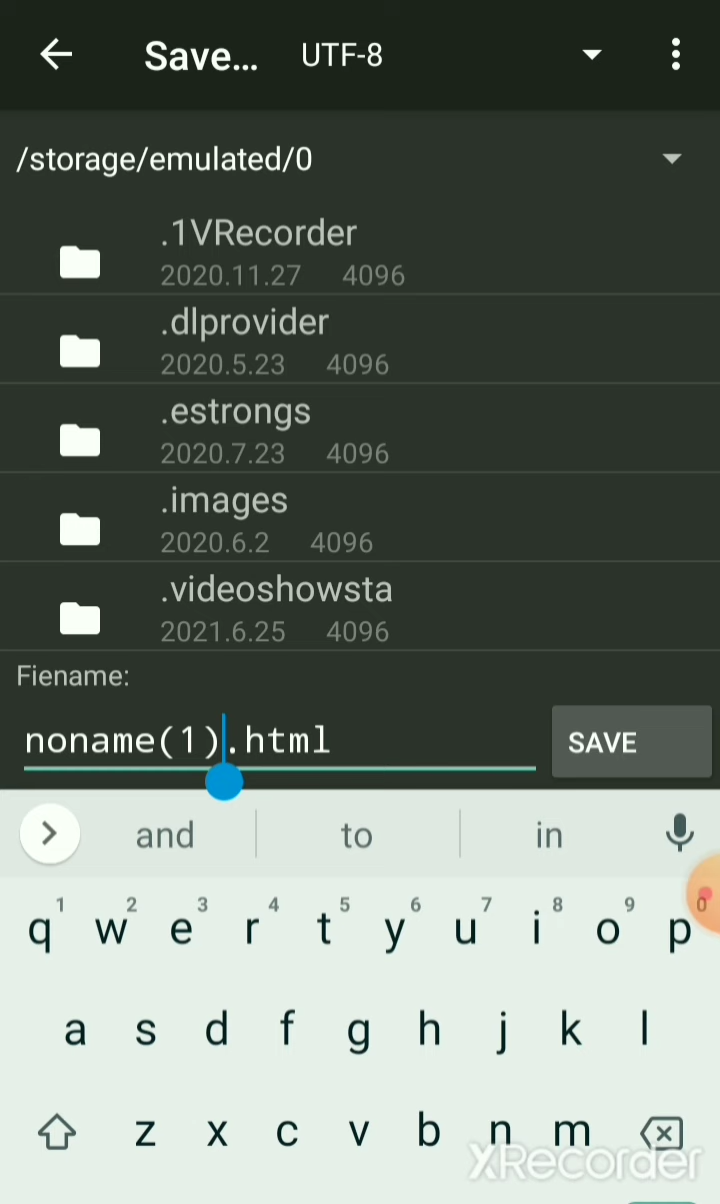 Save... UTF-8
/storage/emulated/0
.1VRecorder
2020.11.27 4096
.dlprovider
2020.5.23 4096
.estrongs
2020.7.23 4096
.images
2020.6.2 4096
.videoshowsta
2021.6.25 4096
Fiename:
noname(1).html SAVE
and to in
1 2 3 4 5 6 7 8 9 0
q w e r t y u i o p
a s d f g h j k l
z x c v b n m
XRecorder